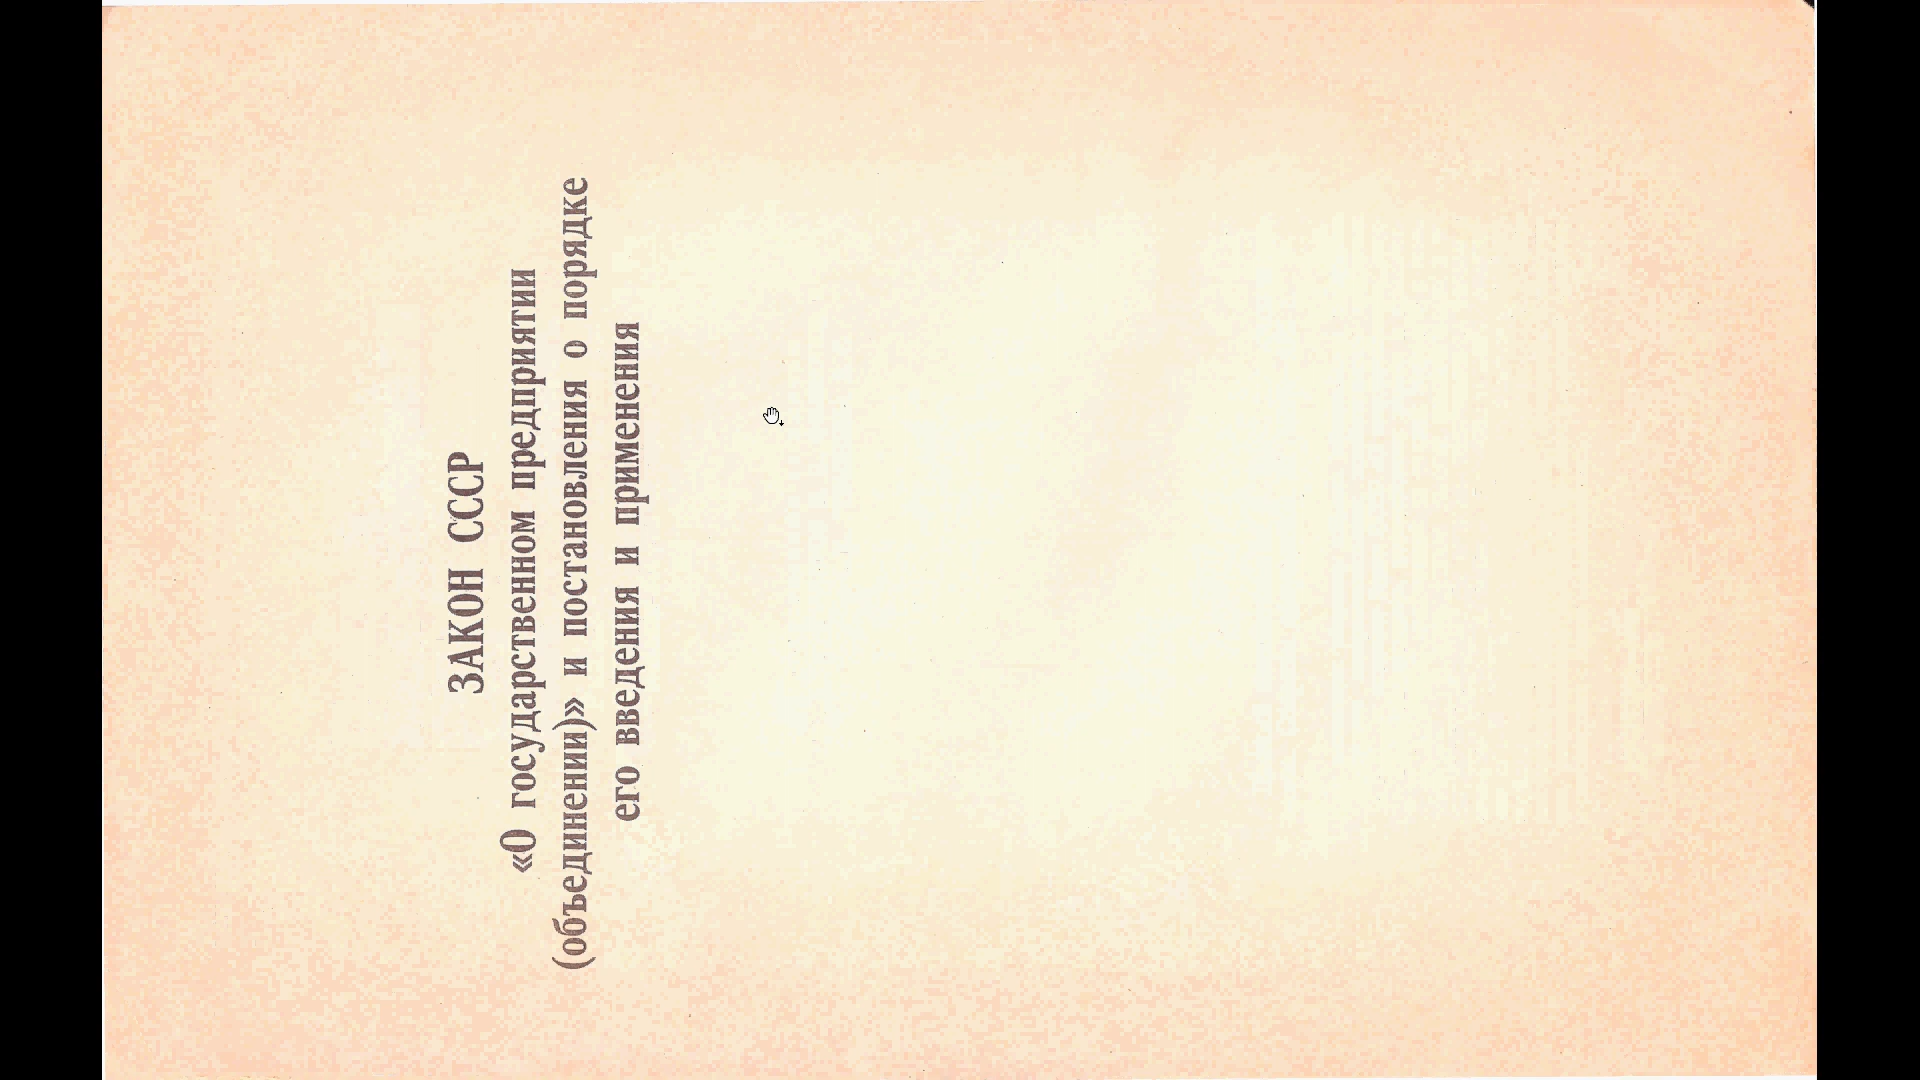 ЗАКОН СССР
«О государственном предприятии
(объединении)» и постановления о порядке
его введения и применения